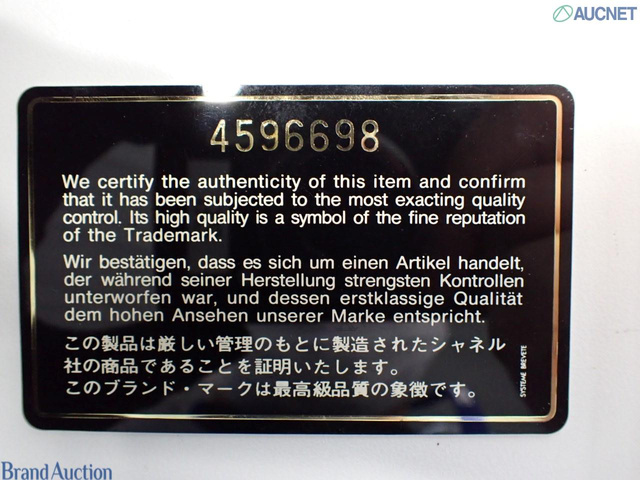 AUCNET
4596698
We certify the authenticity of this item and confirm
that it has been subjected to the most exacting quality
control. Its high quality is a symbol of the fine reputation
of the Trademark.
Wir bestätigen, dass es sich um einen Artikel handelt,
der während seiner Herstellung strengsten Kontrollen
unterworfen war, und dessen erstklassige Qualität
dem hohen Ansehen unserer Marke entspricht.
この製品は厳しい管理のもとに製造されたシャネル
社の商品であることを証明いたします。
このブランド・マークは最高級品質の象徴です。
SYSTEME BREVETE
Brand Auction